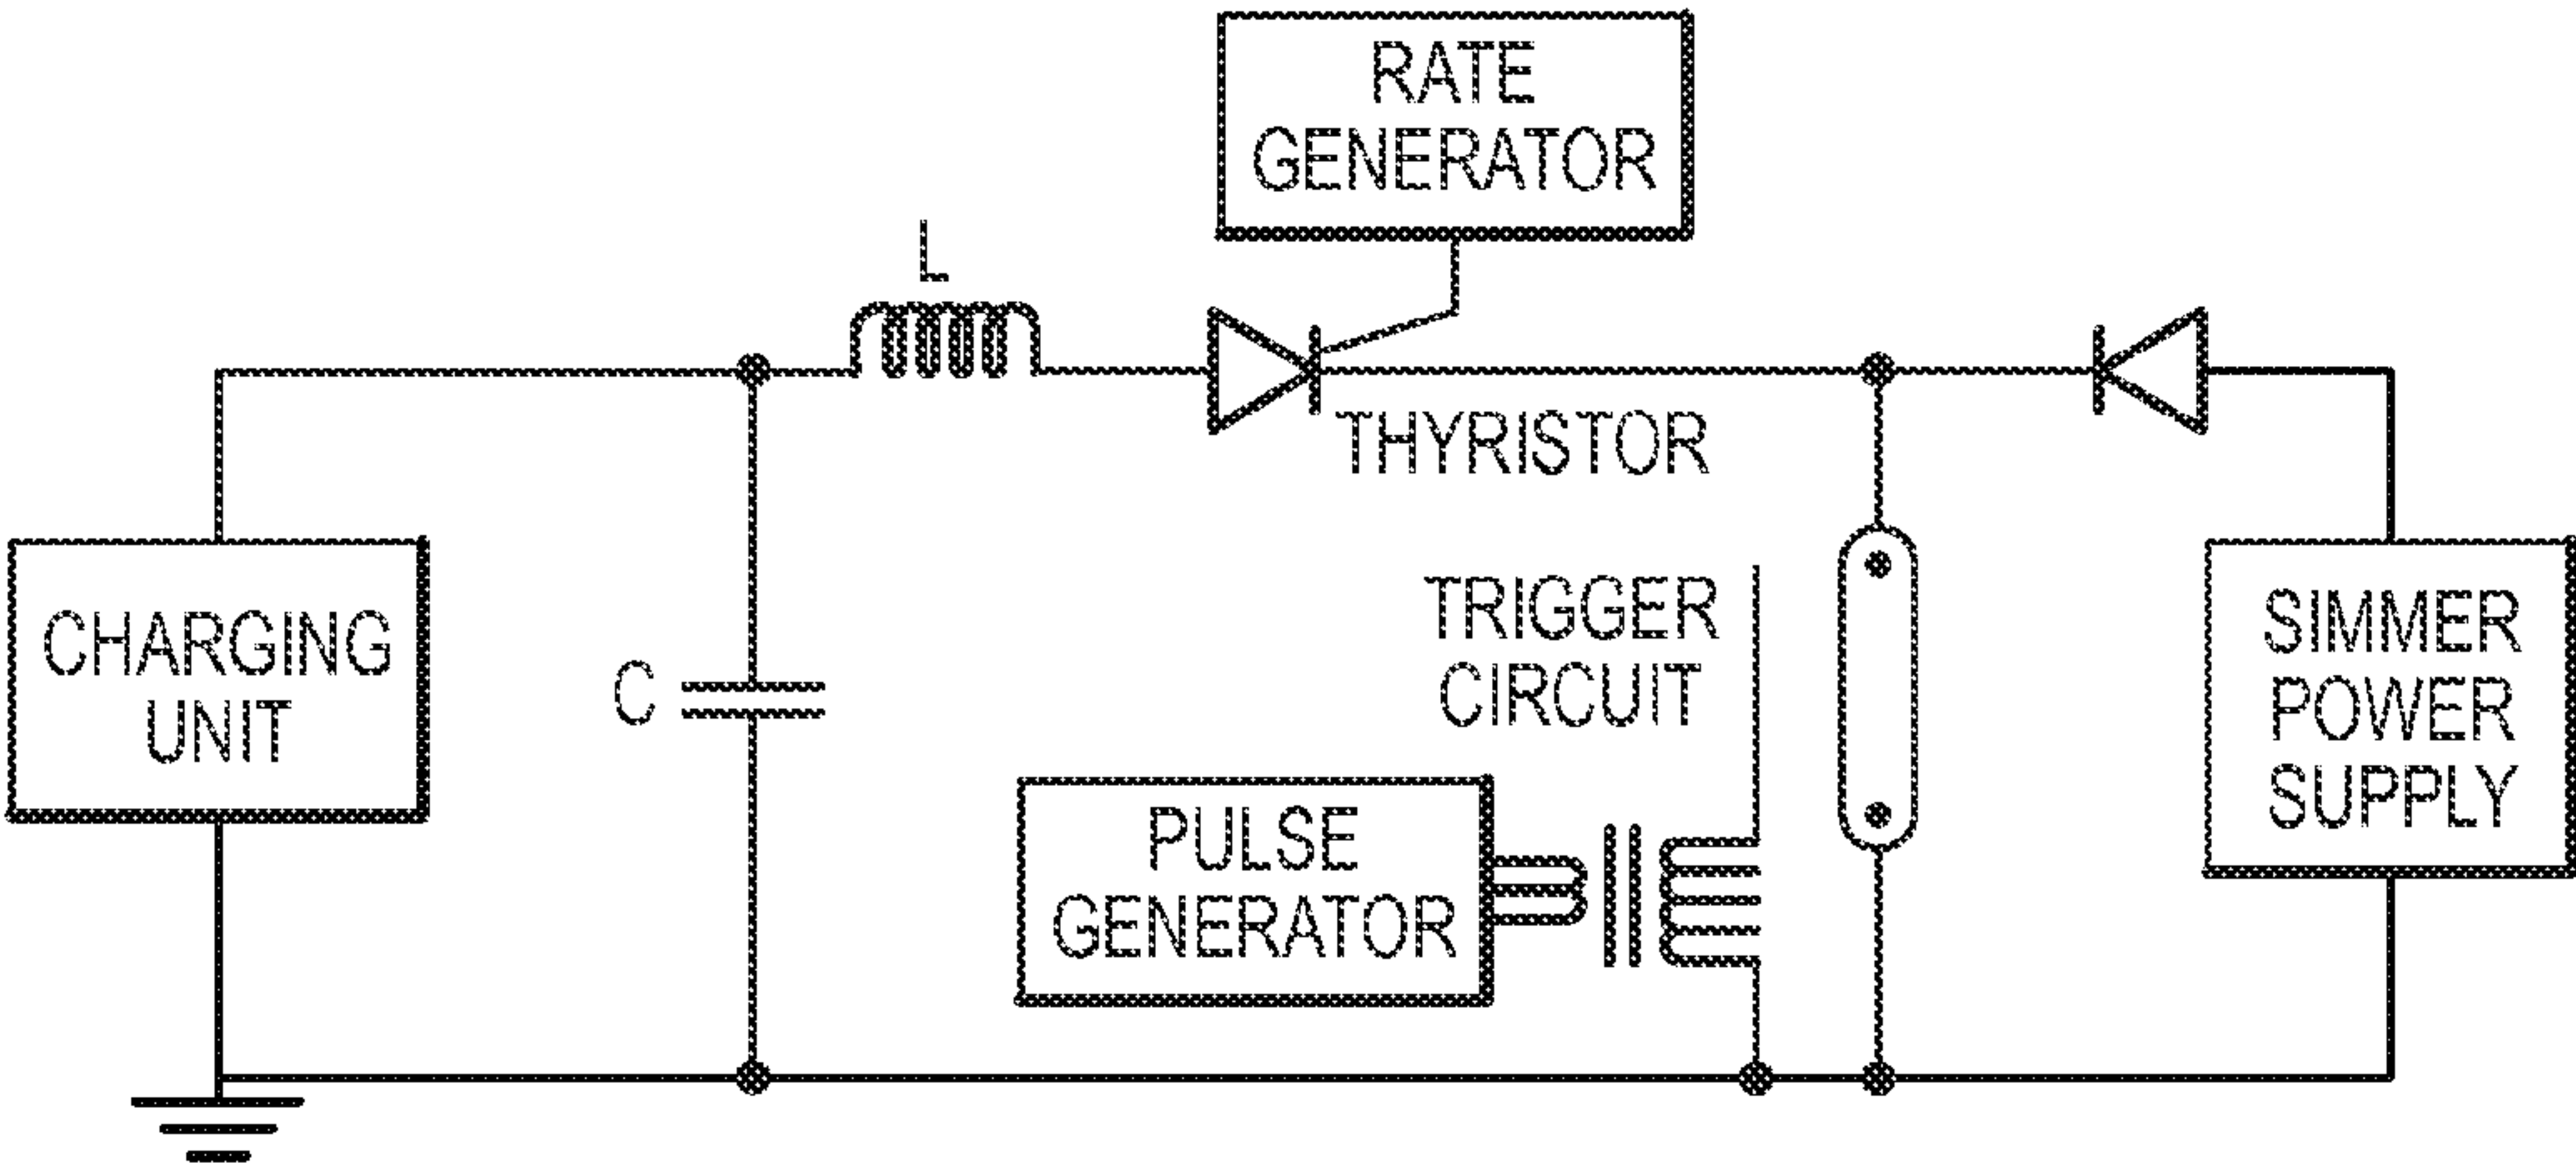 RATE
GENERATOR
L
THYRISTOR
CHARGING
UNIT
C
TRIGGER
CIRCUIT
PULSE
GENERATOR
SIMMER
POWER
SUPPLY